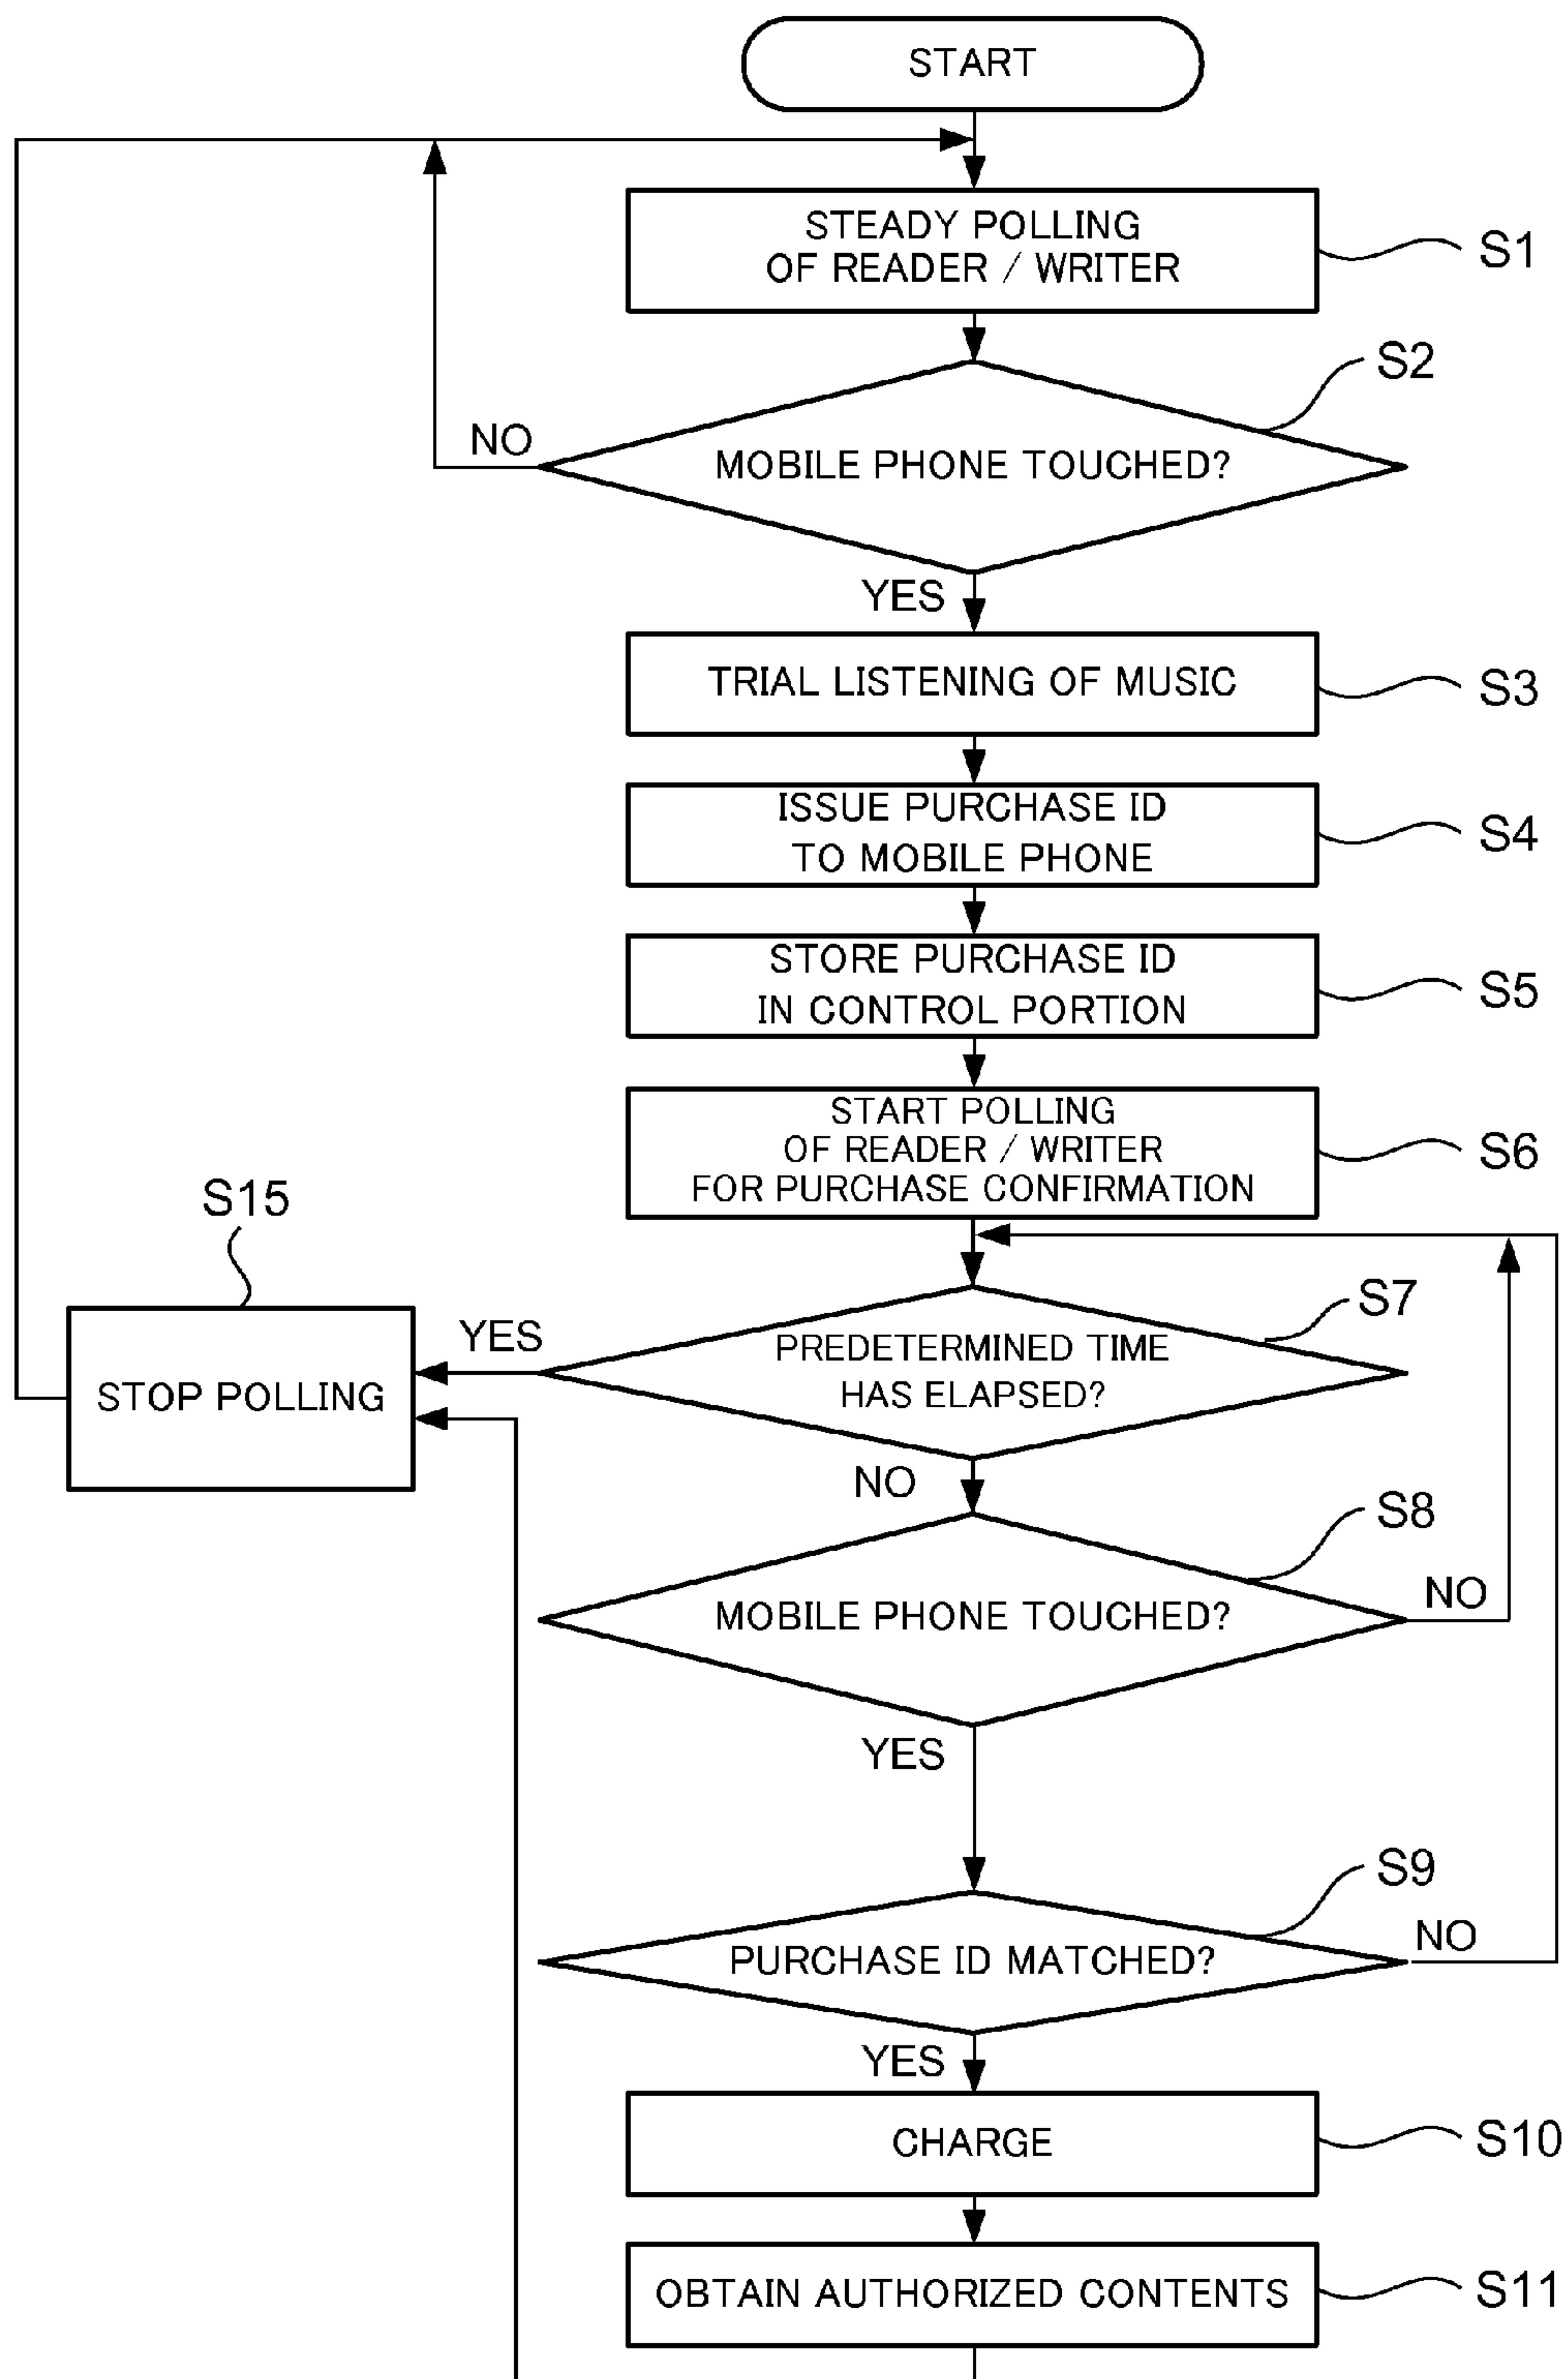 START
STEADY POLLING
OF READER / WRITER
S1
S2
NO
MOBILE PHONE TOUCHED?
YES
TRIAL LISTENING OF MUSIC
S3
ISSUE PURCHASE ID
TO MOBILE PHONE
S4
STORE PURCHASE ID
IN CONTROL PORTION
S5
START POLLING
OF READER / WRITER
FOR PURCHASE CONFIRMATION
S6
S15
STOP POLLING
YES
S7
PREDETERMINED TIME
HAS ELAPSED?
NO
S8
MOBILE PHONE TOUCHED?
NO
YES
S9
PURCHASE ID MATCHED?
NO
YES
CHARGE
S10
OBTAIN AUTHORIZED CONTENTS
S11